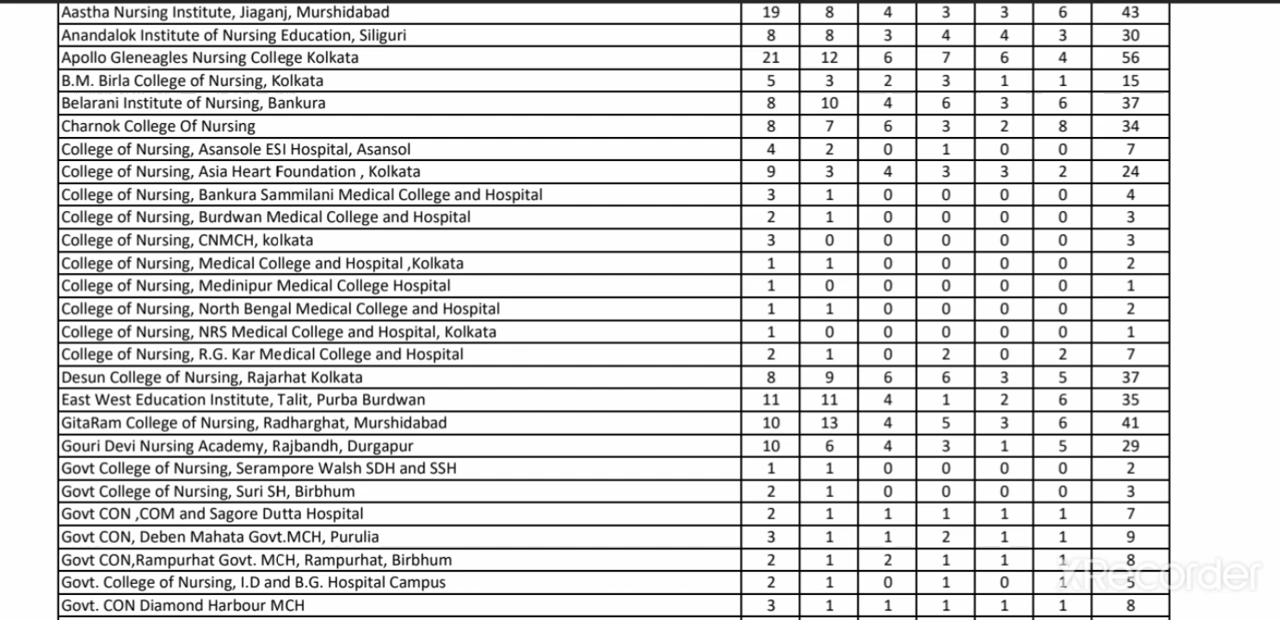 Aastha Nursing Institute, Jiaganj, Murshidabad 19 8 4 3 3 6 43
Anandalok Institute of Nursing Education, Siliguri 8 8 3 4 4 3 30
Apollo Gleneagles Nursing College Kolkata 21 12 6 7 6 4 56
B.M. Birla College of Nursing, Kolkata 5 3 2 3 1 1 15
Belarani Institute of Nursing, Bankura 8 10 4 6 3 6 37
Charnok College Of Nursing 8 7 6 3 2 8 34
College of Nursing, Asansole ESI Hospital, Asansol 4 2 0 1 0 0 7
College of Nursing, Asia Heart Foundation , Kolkata 9 3 4 3 3 2 24
College of Nursing, Bankura Sammilani Medical College and Hospital 3 1 0 0 0 0 4
College of Nursing, Burdwan Medical College and Hospital 2 1 0 0 0 0 3
College of Nursing, CNMCH, kolkata 3 0 0 0 0 0 3
College of Nursing, Medical College and Hospital ,Kolkata 1 1 0 0 0 0 2
College of Nursing, Medinipur Medical College Hospital 1 0 0 0 0 0 1
College of Nursing, North Bengal Medical College and Hospital 1 1 0 0 0 0 2
College of Nursing, NRS Medical College and Hospital, Kolkata 1 0 0 0 0 0 1
College of Nursing, R.G. Kar Medical College and Hospital 2 1 0 2 0 2 7
Desun College of Nursing, Rajarhat Kolkata 8 9 6 6 3 5 37
East West Education Institute, Talit, Purba Burdwan 11 11 4 1 2 6 35
GitaRam College of Nursing, Radharghat, Murshidabad 10 13 4 5 3 6 41
Gouri Devi Nursing Academy, Rajbandh, Durgapur 10 6 4 3 1 5 29
Govt College of Nursing, Serampore Walsh SDH and SSH 1 1 0 0 0 0 2
Govt College of Nursing, Suri SH, Birbhum 2 1 0 0 0 0 3
Govt CON ,COM and Sagore Dutta Hospital 2 1 1 1 1 1 7
Govt CON, Deben Mahata Govt.MCH, Purulia 3 1 1 2 1 1 9
Govt CON,Rampurhat Govt. MCH, Rampurhat, Birbhum 2 1 2 1 1 1 8
Govt. College of Nursing, I.D and B.G. Hospital Campus 2 1 0 1 0 1 5
Govt. CON Diamond Harbour MCH 3 1 1 1 1 1 8
XRecorder